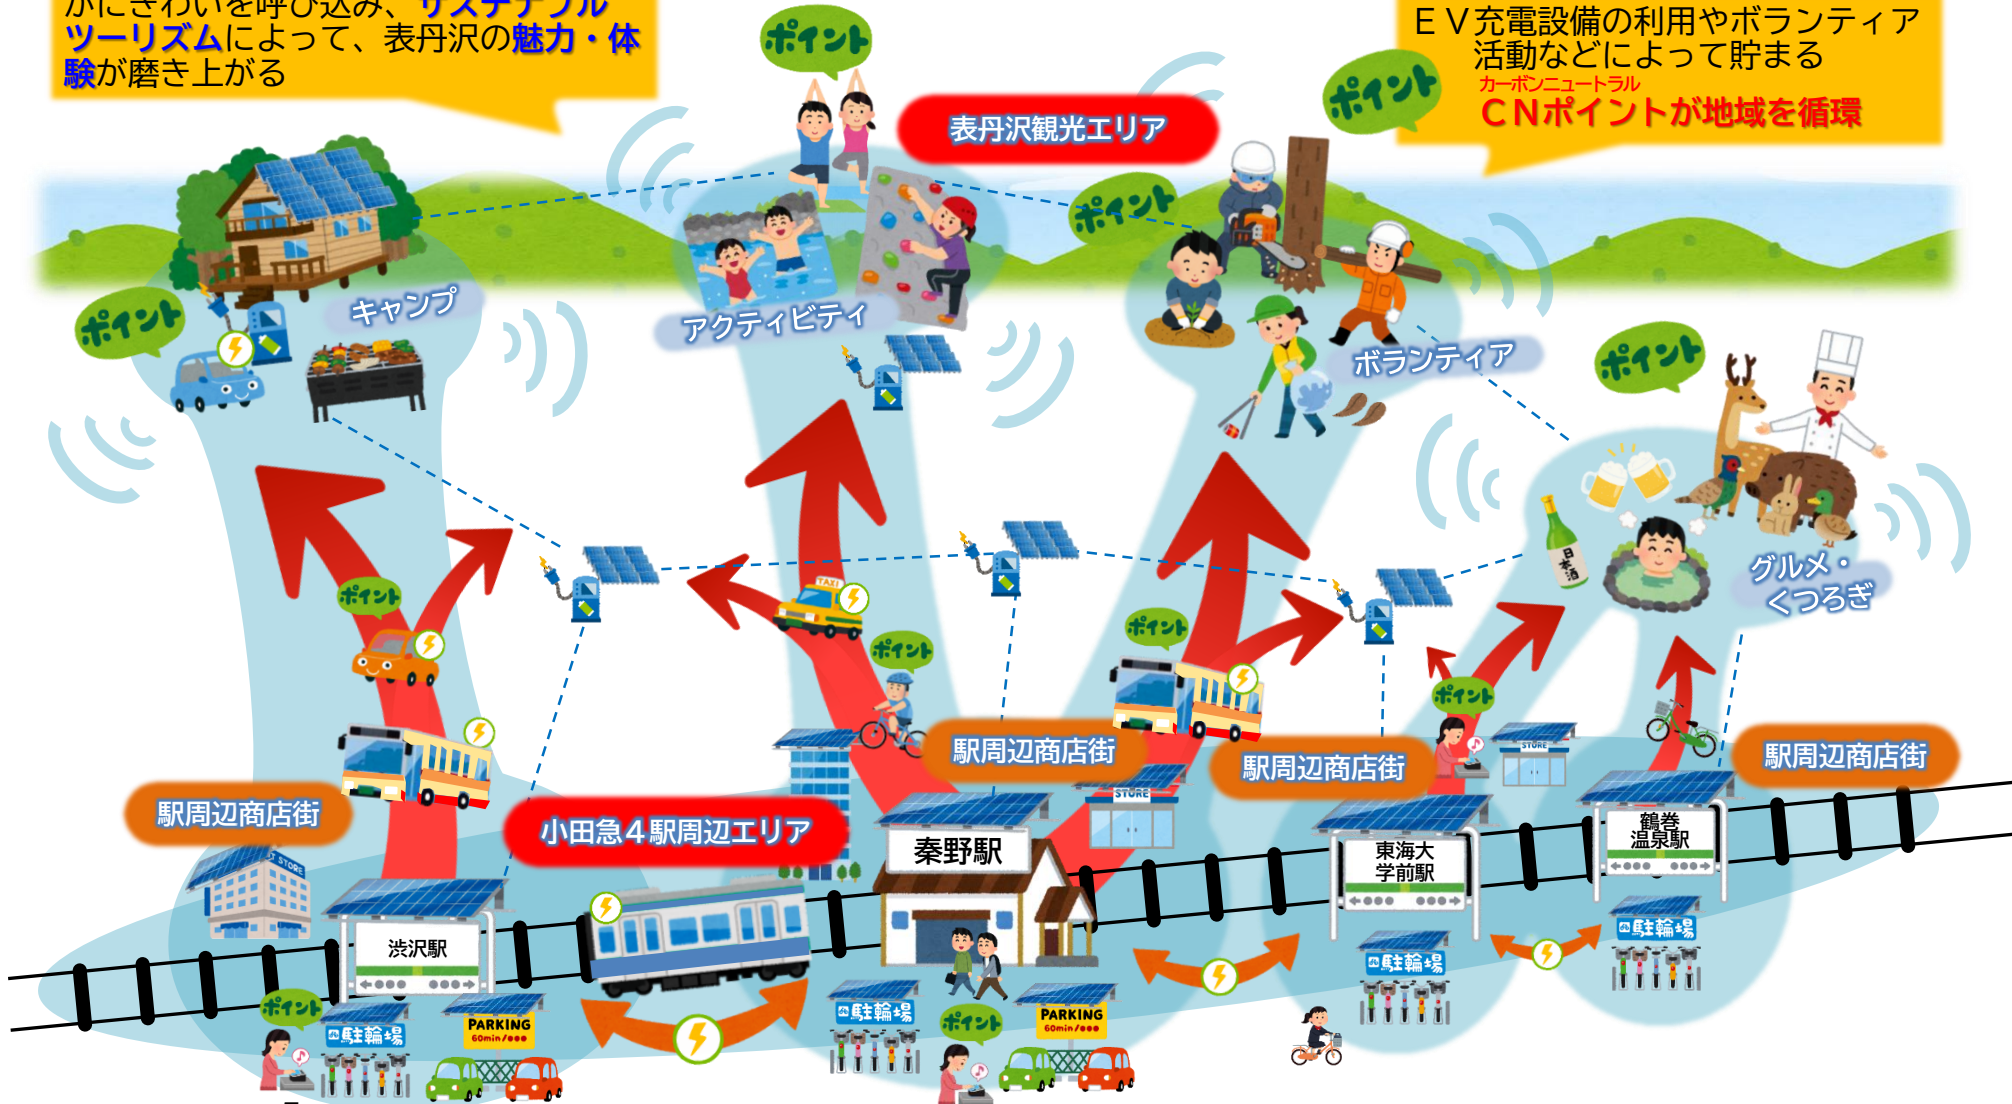 かにぎわいを呼び込み、サステナブル
ツーリズムによって、表丹沢の魅力・体
験が磨き上がる
ポイント
ＥＶ充電設備の利用やボランティア
活動などによって貯まる
カーボンニュートラル
ＣＮポイントが地域を循環
ポイント
表丹沢観光エリア
ポイント
ポイント
キャンプ
アクティビティ
ボランティア
ポイント
日本酒
グルメ・
くつろぎ
ポイント
TAXI
ポイント
ポイント
ポイント
駅周辺商店街
駅周辺商店街
駅周辺商店街
駅周辺商店街
STORE
STORE
小田急４駅周辺エリア
T STORE
秦野駅
東海大
学前駅
鶴巻
温泉駅
渋沢駅
駐輪場
駐輪場
駐輪場
駐輪場
ポイント
PARKING
60min/●●●
ポイント
PARKING
60min/●●●